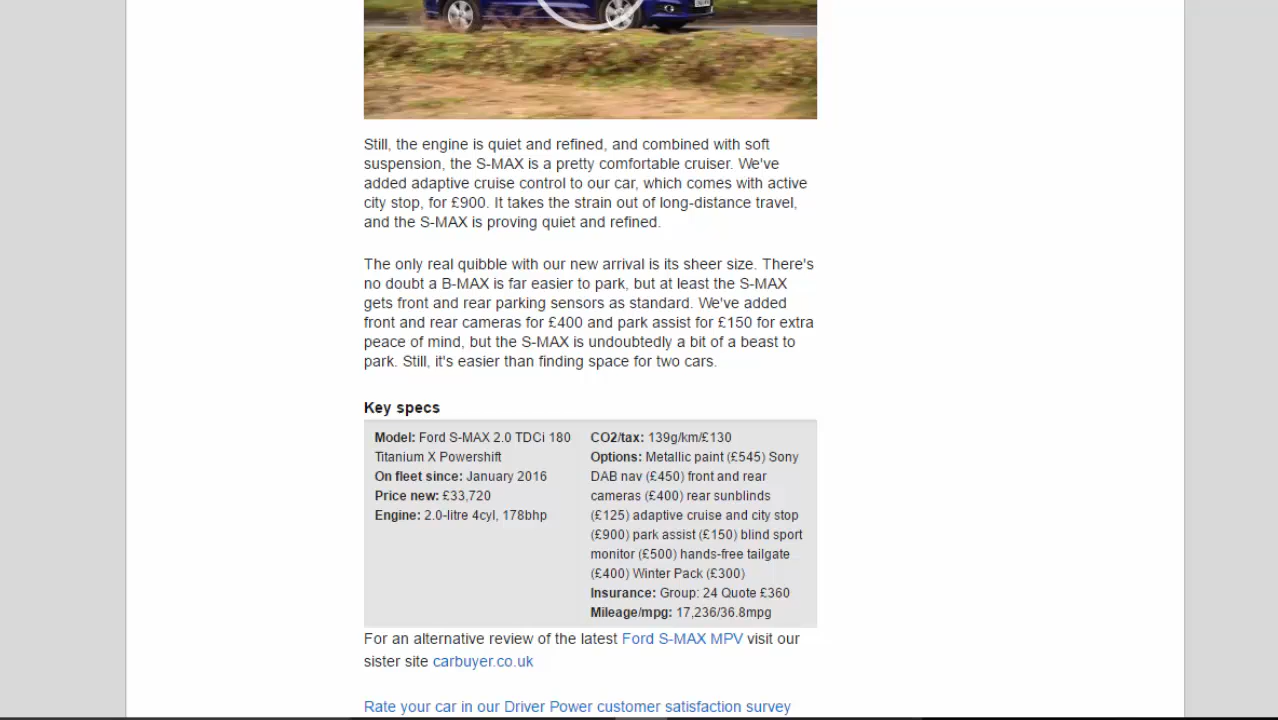 Still, the engine is quiet and refined, and combined with soft
suspension, the S-MAX is a pretty comfortable cruiser. We've
added adaptive cruise control to our car, which comes with active
city stop, for £900. It takes the strain out of long-distance travel,
and the S-MAX is proving quiet and refined.
The only real quibble with our new arrival is its sheer size. There's
no doubt a B-MAX is far easier to park, but at least the S-MAX
gets front and rear parking sensors as standard. We've added
front and rear cameras for £400 and park assist for £150 for extra
peace of mind, but the S-MAX is undoubtedly a bit of a beast to
park. Still, it's easier than finding space for two cars.
Key specs
Model: Ford S-MAX 2.0 TDCi 180
Titanium X Powershift
On fleet since: January 2016
Price new: £33,720
Engine: 2.0-litre 4cyl, 178bhp
CO2/tax: 139g/km/£130
Options: Metallic paint (£545) Sony
DAB nav (£450) front and rear
cameras (£400) rear sunblinds
(£125) adaptive cruise and city stop
(£900) park assist (£150) blind sport
monitor (£500) hands-free tailgate
(£400) Winter Pack (£300)
Insurance: Group: 24 Quote £360
Mileage/mpg: 17,236/36.8mpg
For an alternative review of the latest Ford S-MAX MPV visit our
sister site carbuyer.co.uk
Rate your car in our Driver Power customer satisfaction survey